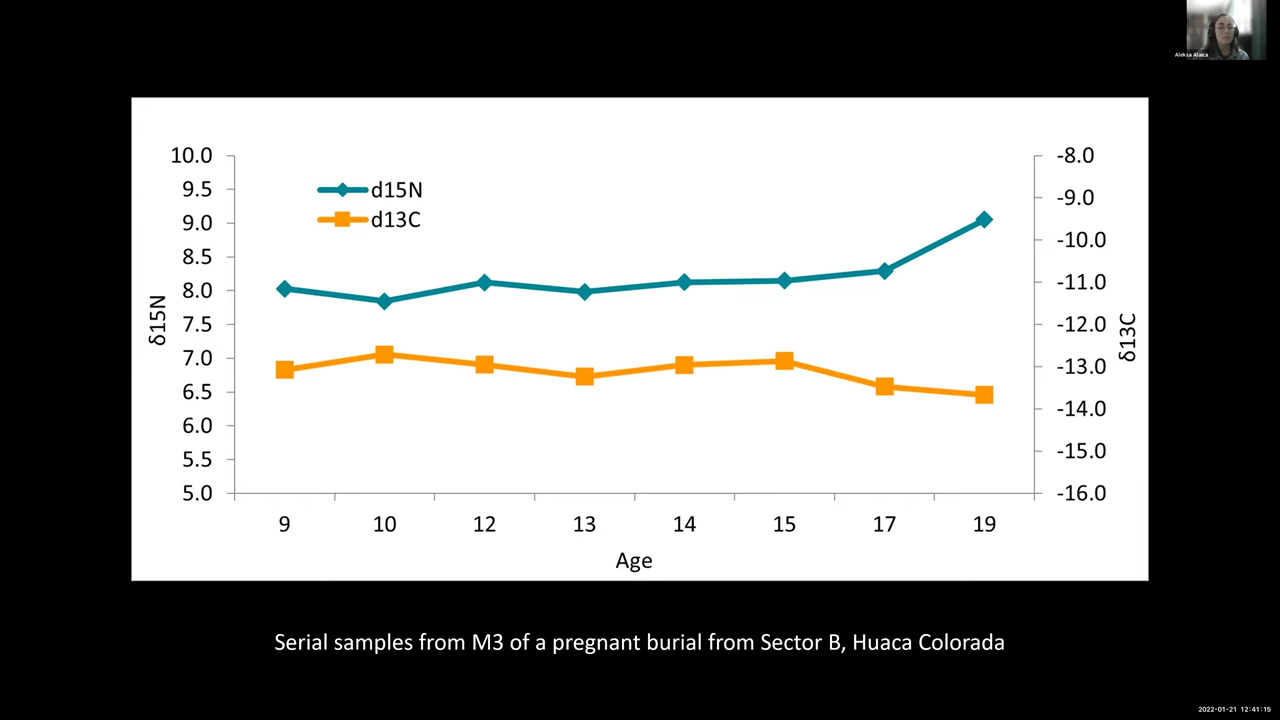 Aleksa Alaica
10.0
9.5
9.0
8.5
8.0
7.5
7.0
6.5
6.0
5.5
5.0
δ15N
d15N
d13C
-8.0
-9.0
-10.0
-11.0
-12.0
-13.0
-14.0
-15.0
-16.0
δ13C
9 10 12 13 14 15 17 19
Age
Serial samples from M3 of a pregnant burial from Sector B, Huaca Colorada
2022-01-21 12:41:15